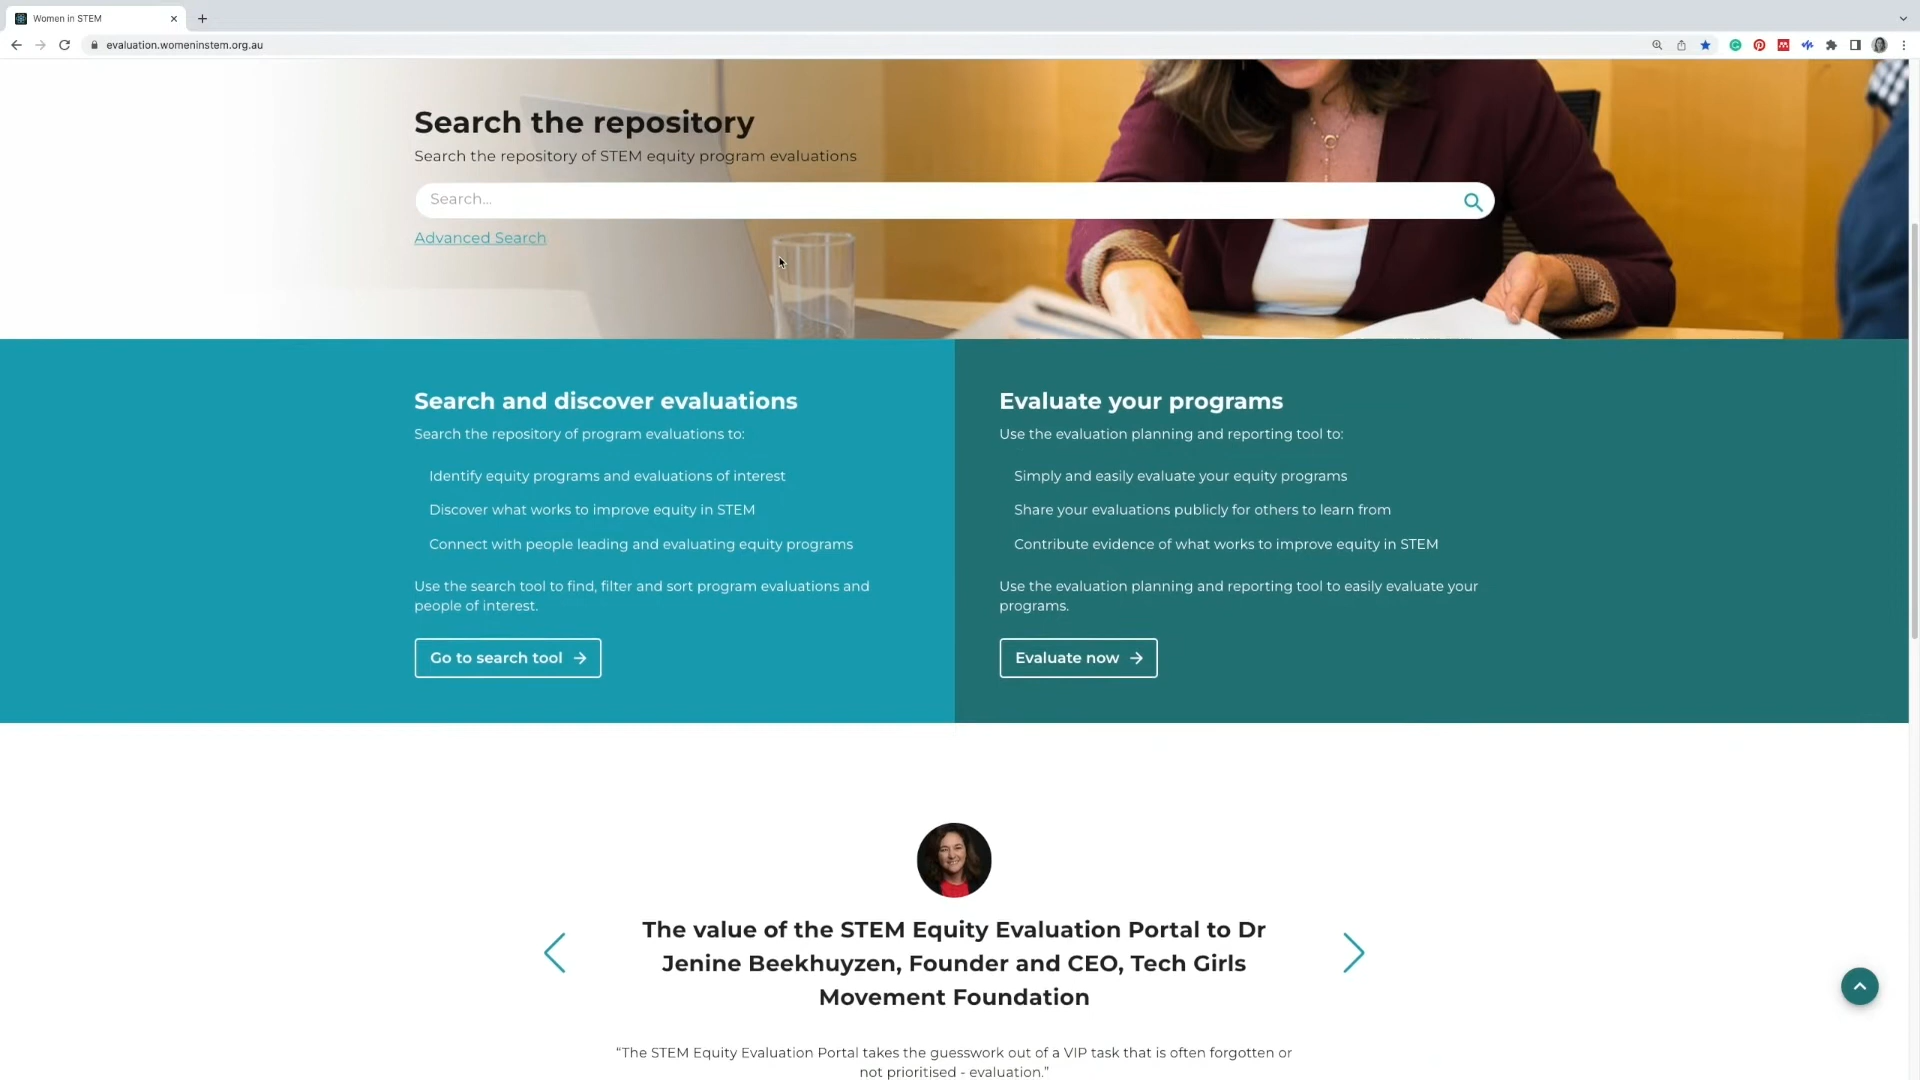 Women in STEM
evaluation.womeninstem.org.au
Search the repository
Search the repository of STEM equity program evaluations
Search...
Advanced Search
Search and discover evaluations
Search the repository of program evaluations to:
Identify equity programs and evaluations of interest
Discover what works to improve equity in STEM
Connect with people leading and evaluating equity programs
Use the search tool to find, filter and sort program evaluations and
people of interest.
Go to search tool →
Evaluate your programs
Use the evaluation planning and reporting tool to:
Simply and easily evaluate your equity programs
Share your evaluations publicly for others to learn from
Contribute evidence of what works to improve equity in STEM
Use the evaluation planning and reporting tool to easily evaluate your
programs.
Evaluate now →
The value of the STEM Equity Evaluation Portal to Dr
Jenine Beekhuyzen, Founder and CEO, Tech Girls
Movement Foundation
“The STEM Equity Evaluation Portal takes the guesswork out of a VIP task that is often forgotten or
not prioritised - evaluation.”